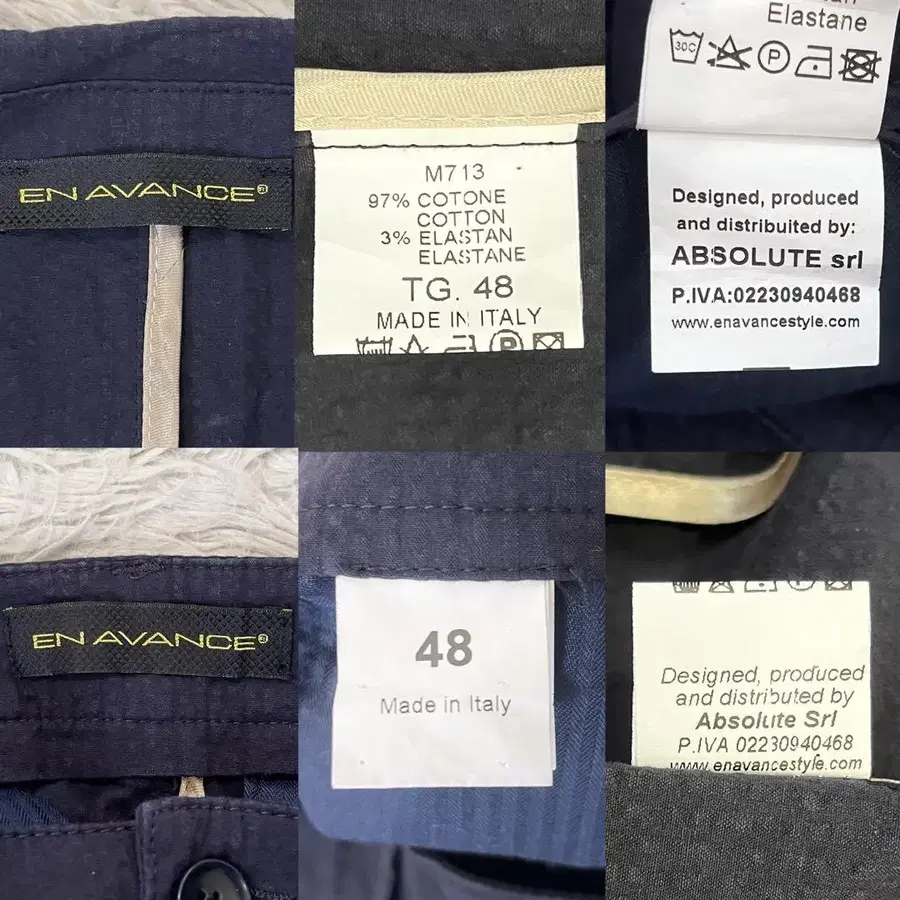 EN AVANCE
M713
97% COTONE
COTTON
3% ELASTAN
ELASTANE
TG. 48
MADE IN ITALY
Elastane
30C
P
Designed, produced
and distribuited by:
ABSOLUTE srl
P.IVA:02230940468
www.enavancestyle.com
EN AVANCE
48
Made in Italy
Designed, produced
and distributed by
Absolute Srl
P.IVA 02230940468
www.enavancestyle.com